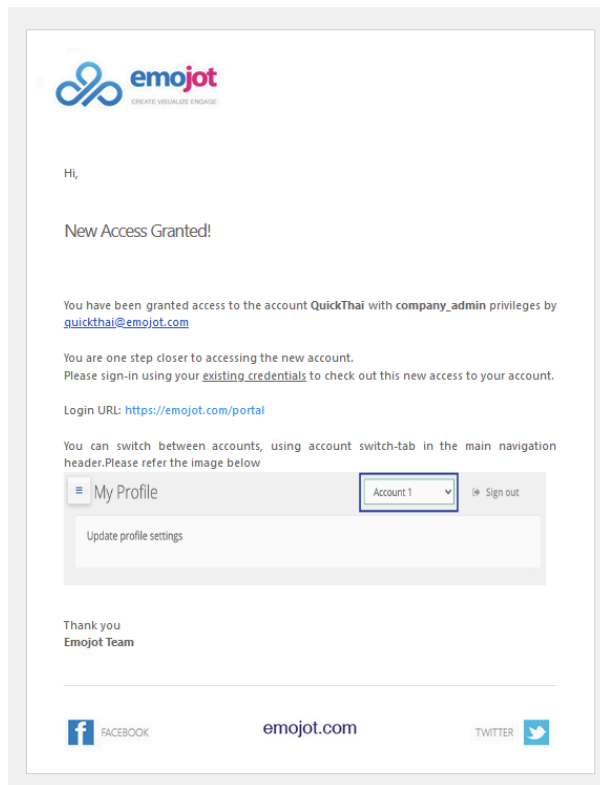 emojot
CREATE VISUALIZE ENGAGE
Hi,
New Access Granted!
You have been granted access to the account QuickThai with company_admin privileges by
quickthai@emojot.com
You are one step closer to accessing the new account.
Please sign-in using your existing credentials to check out this new access to your account.
Login URL: https://emojot.com/portal
You can switch between accounts, using account switch-tab in the main navigation
header.Please refer the image below
My Profile
Account 1
Sign out
Update profile settings
Thank you
Emojot Team
FACEBOOK
emojot.com
TWITTER